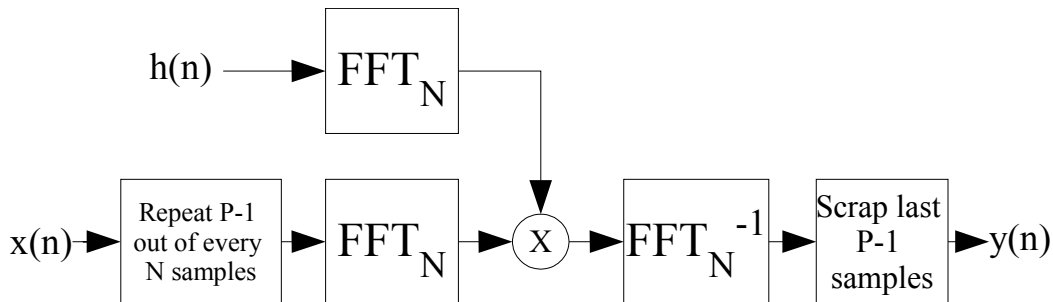 h(n)
FFT_N
x(n)
Repeat P-1
out of every
N samples
FFT_N
X
FFT_N^-1
Scrap last
P-1
samples
y(n)